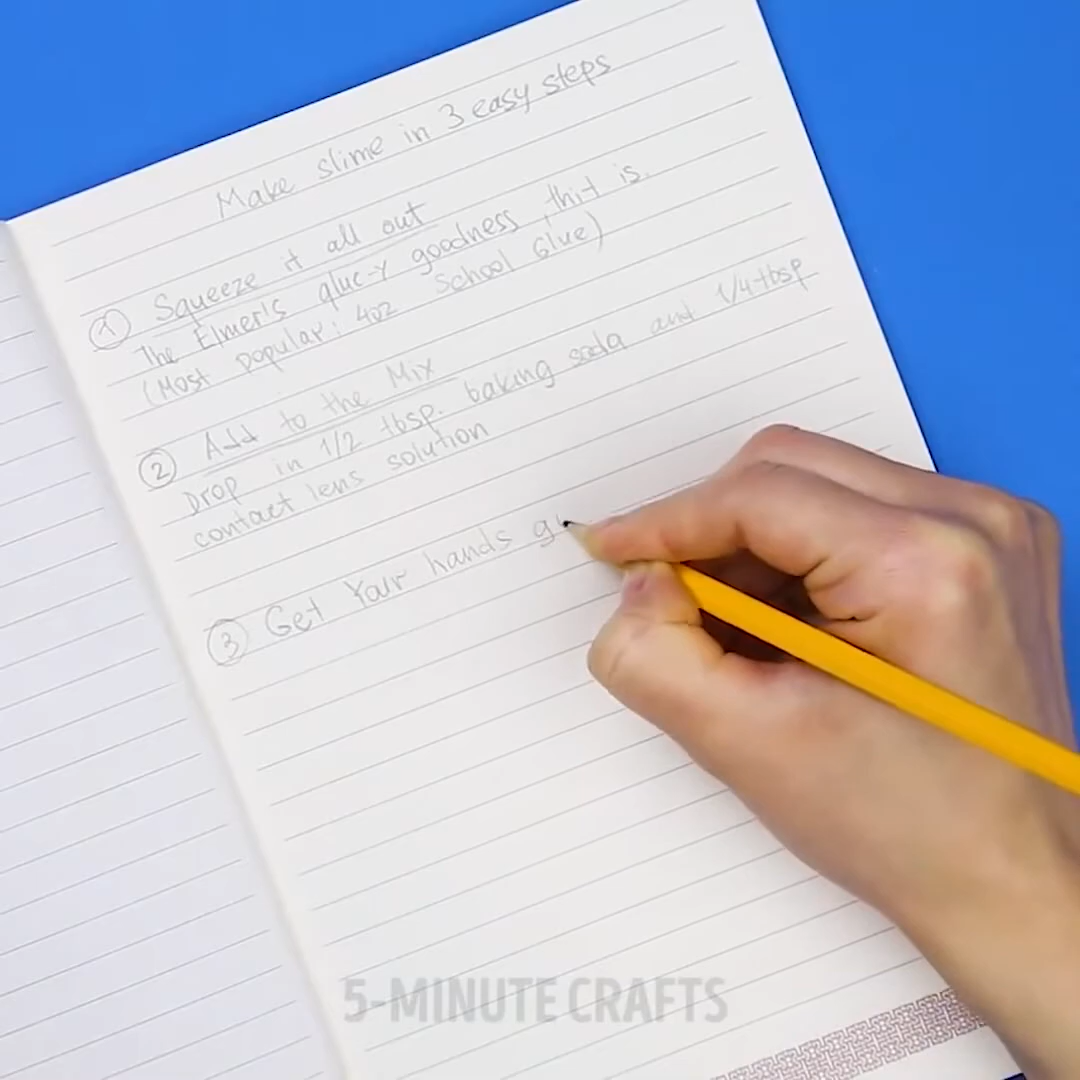 Make slime in 3 easy steps
① Squeeze it all out
The Elmer's glue-y goodness, that is.
(Most popular: 4oz School Glue)
② Add to the Mix
Drop in 1/2 tbsp. baking soda and 1/4 tbsp
contact lens solution
③ Get Your hands
5-MINUTE CRAFTS